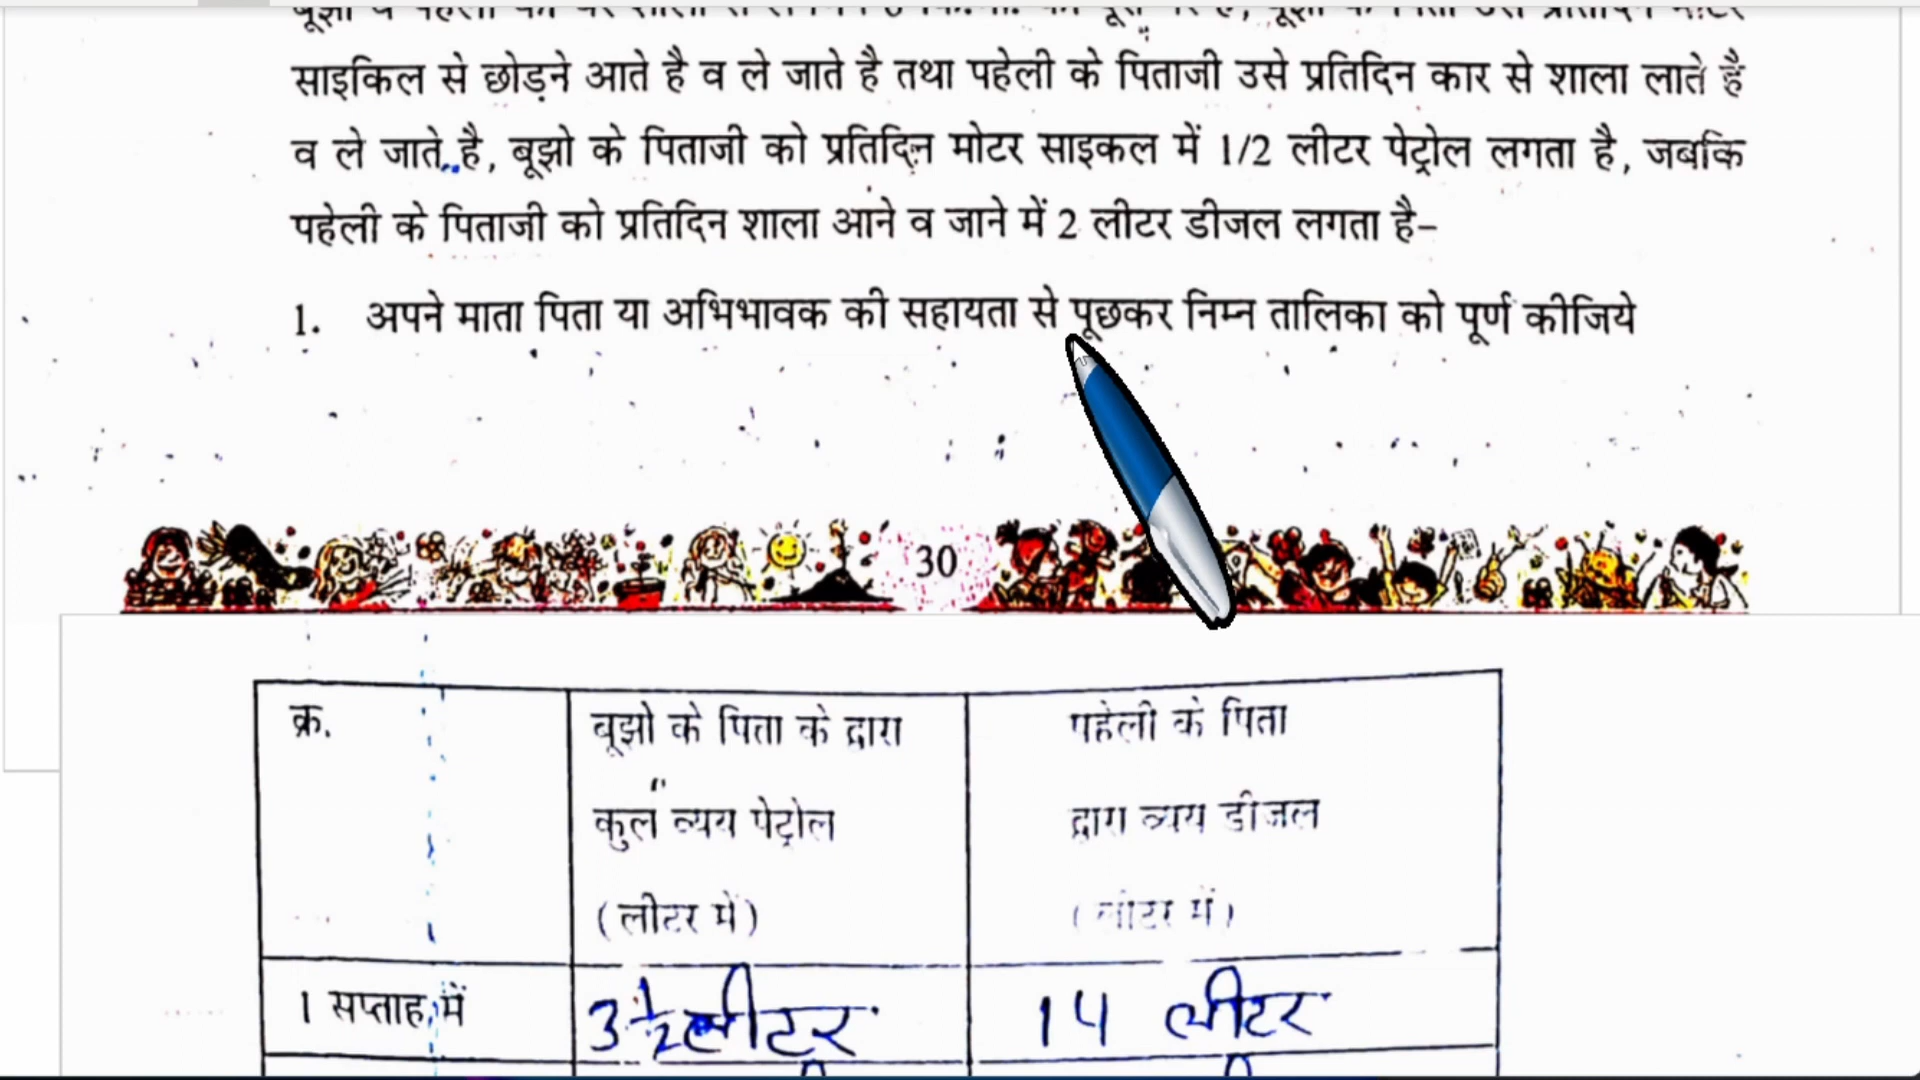 साइकिल से छोड़ने आते है व ले जाते है तथा पहेली के पिताजी उसे प्रतिदिन कार से शाला लाते है
व ले जाते है, बूझो के पिताजी को प्रतिदिन मोटर साइकल में 1/2 लीटर पेट्रोल लगता है, जबकि
पहेली के पिताजी को प्रतिदिन शाला आने व जाने में 2 लीटर डीजल लगता है-
1. अपने माता पिता या अभिभावक की सहायता से पूछकर निम्न तालिका को पूर्ण कीजिये
30
क्र.
बूझो के पिता के द्वारा
कुल व्यय पेट्रोल
(लीटर में)
पहेली के पिता
द्वारा व्यय डीजल
(लीटर में)
1 सप्ताह में
3 1/2 लीटर
14 लीटर